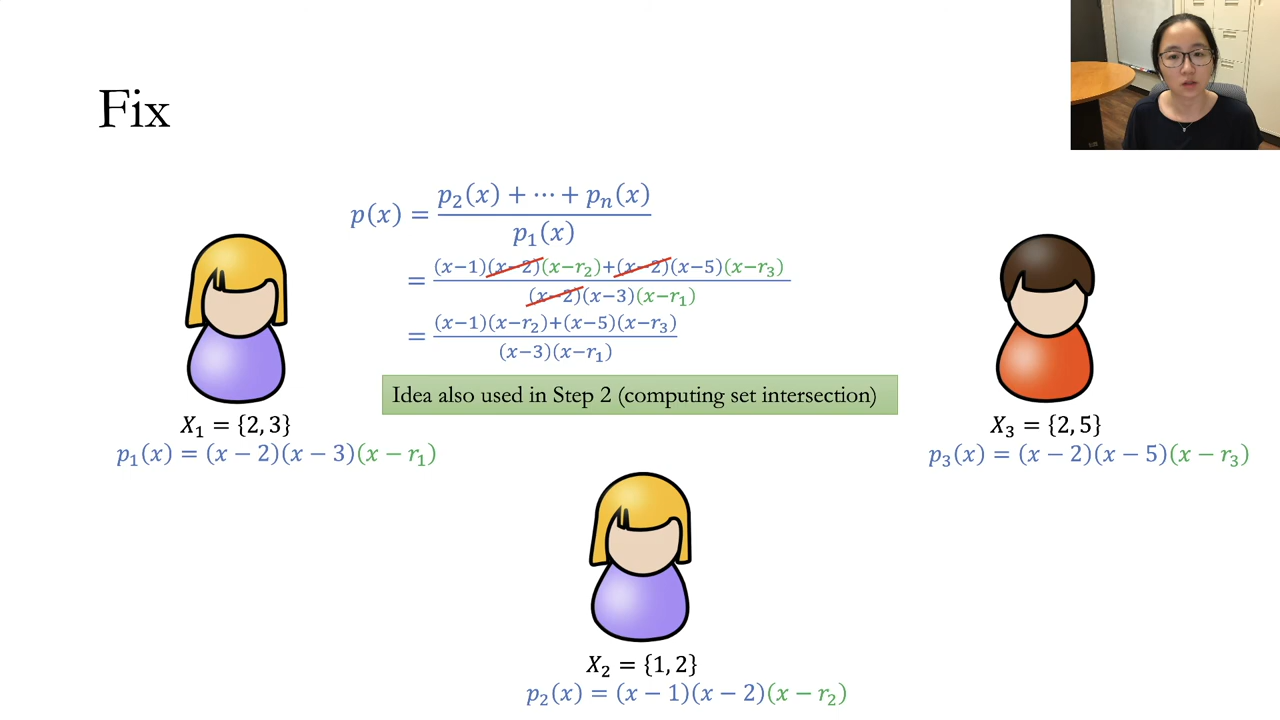 Fix
p(x) = (p₂(x) + ⋯ + pₙ(x)) / p₁(x)
= ((x−1)(x−2)(x−r₂)+(x−2)(x−5)(x−r₃)) / ((x−2)(x−3)(x−r₁))
= ((x−1)(x−r₂)+(x−5)(x−r₃)) / ((x−3)(x−r₁))
Idea also used in Step 2 (computing set intersection)
X₁ = {2, 3}
p₁(x) = (x − 2)(x − 3)(x − r₁)
X₃ = {2, 5}
p₃(x) = (x − 2)(x − 5)(x − r₃)
X₂ = {1, 2}
p₂(x) = (x − 1)(x − 2)(x − r₂)